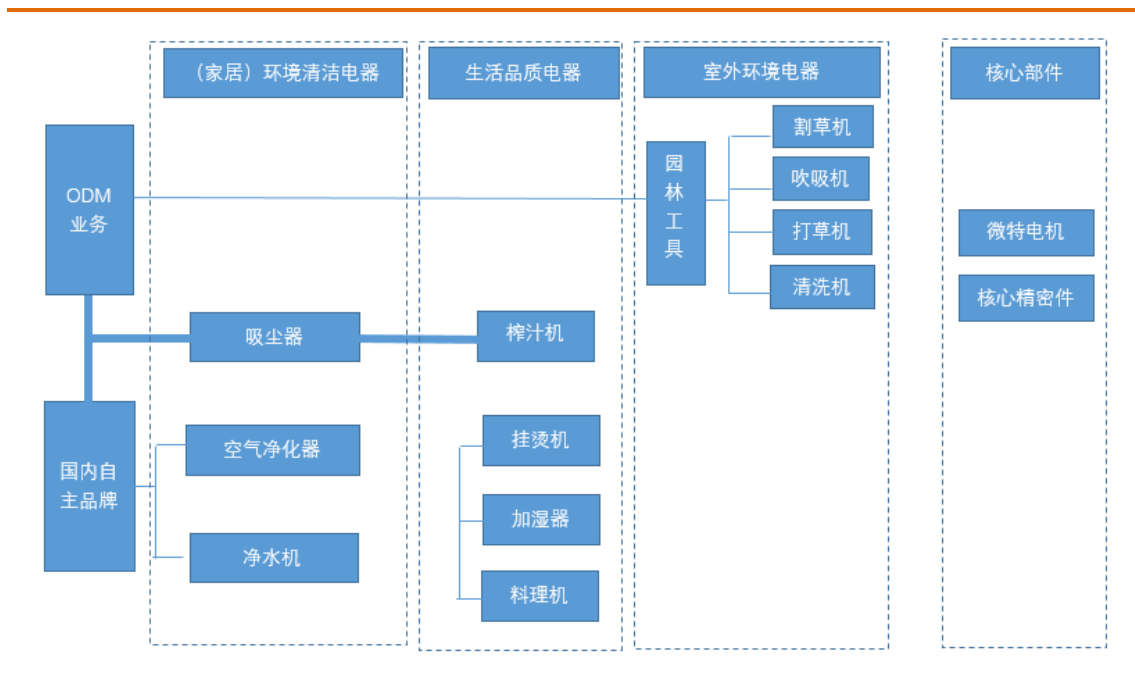 （家居）环境清洁电器
生活品质电器
室外环境电器
核心部件
ODM
业务
园
林
工
具
割草机
吹吸机
打草机
清洗机
微特电机
核心精密件
吸尘器
榨汁机
国内自
主品牌
空气净化器
净水机
挂烫机
加湿器
料理机